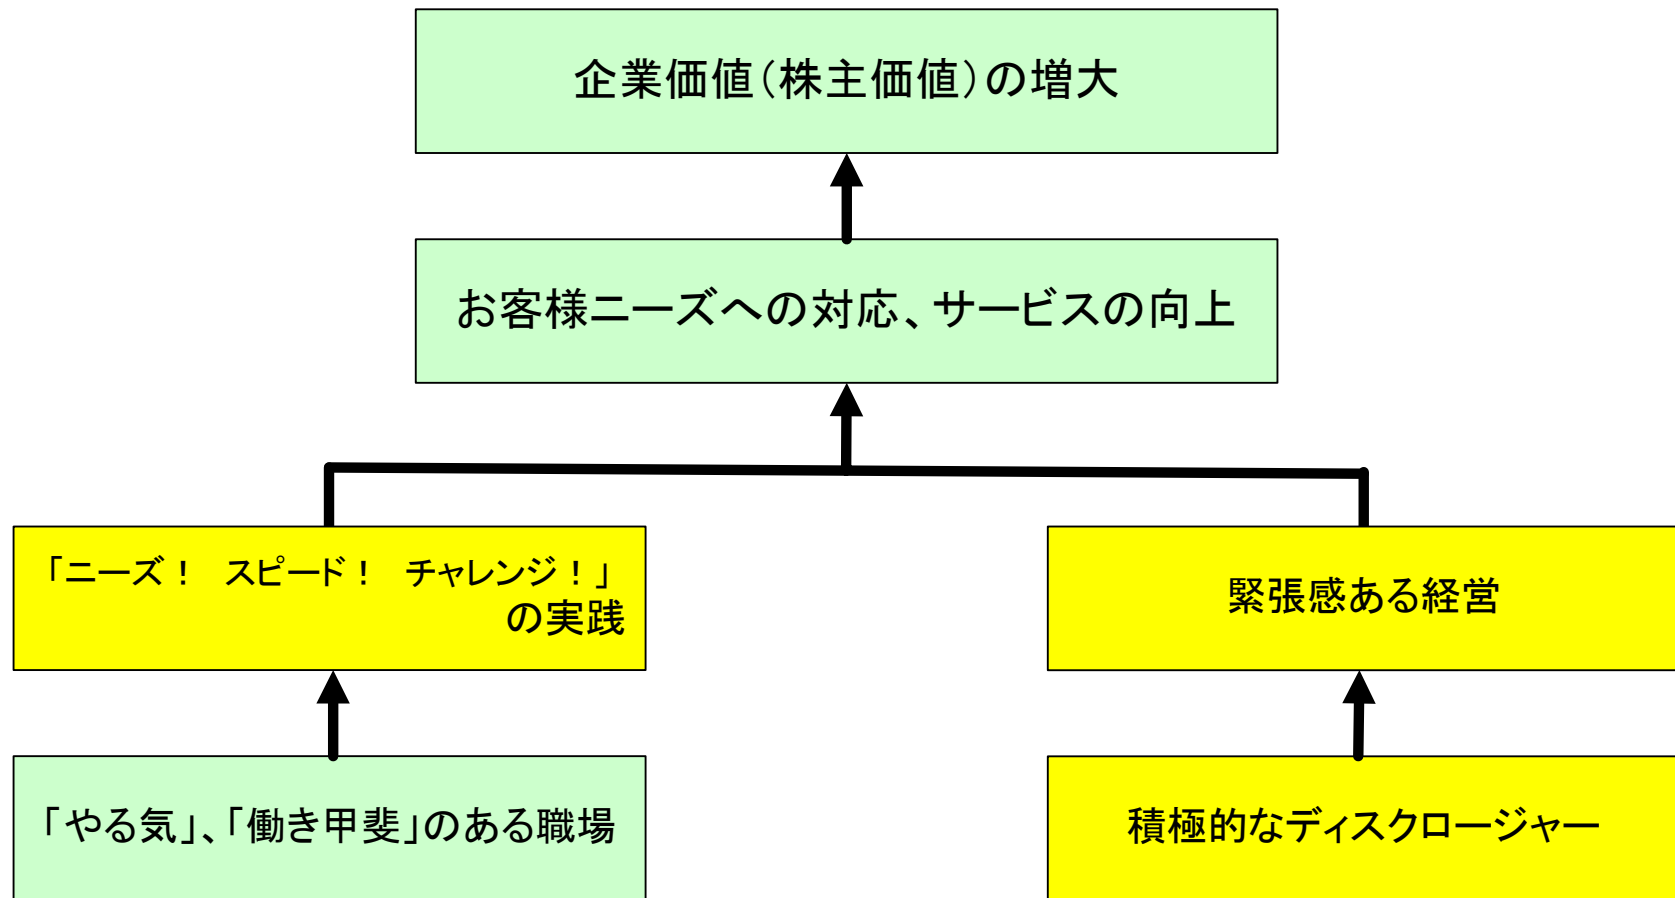 企業価値（株主価値）の増大
お客様ニーズへの対応、サービスの向上
「ニーズ！　スピード！　チャレンジ！」
の実践
緊張感ある経営
「やる気」、「働き甲斐」のある職場
積極的なディスクロージャー